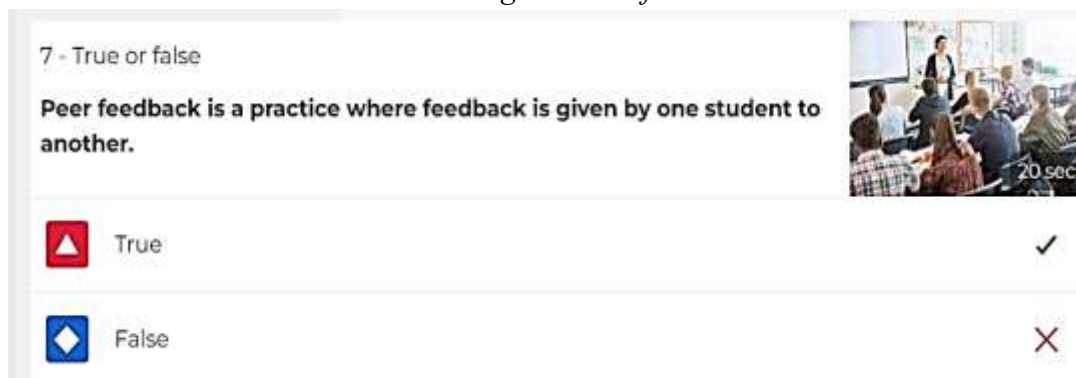 7 - True or false
Peer feedback is a practice where feedback is given by one student to
another.
20 sec
True
False